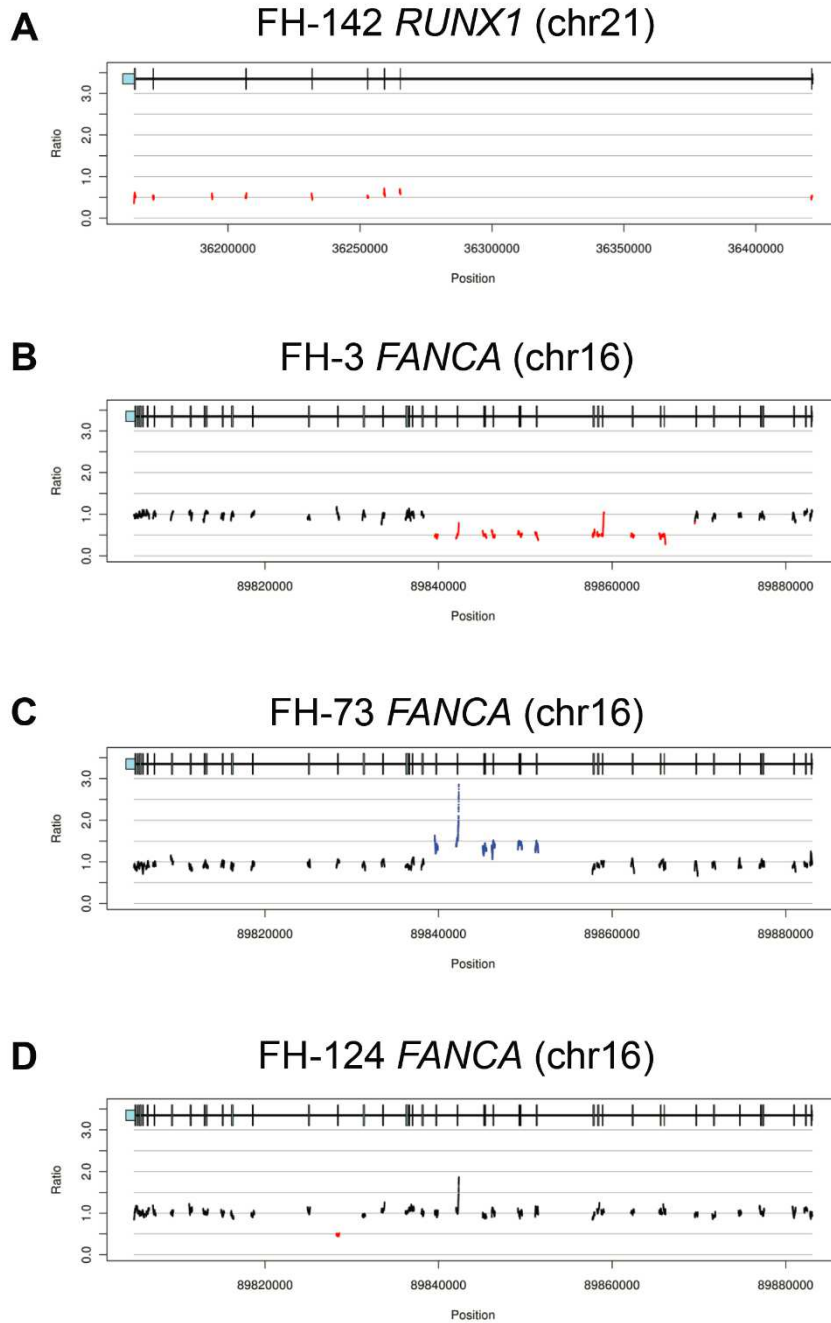 A
FH-142 RUNX1 (chr21)
Ratio
3.0
2.0
1.0
0.0
36200000 36250000 36300000 36350000 36400000
Position
B
FH-3 FANCA (chr16)
Ratio
3.0
2.0
1.0
0.0
89820000 89840000 89860000 89880000
Position
C
FH-73 FANCA (chr16)
Ratio
3.0
2.0
1.0
0.0
89820000 89840000 89860000 89880000
Position
D
FH-124 FANCA (chr16)
Ratio
3.0
2.0
1.0
0.0
89820000 89840000 89860000 89880000
Position